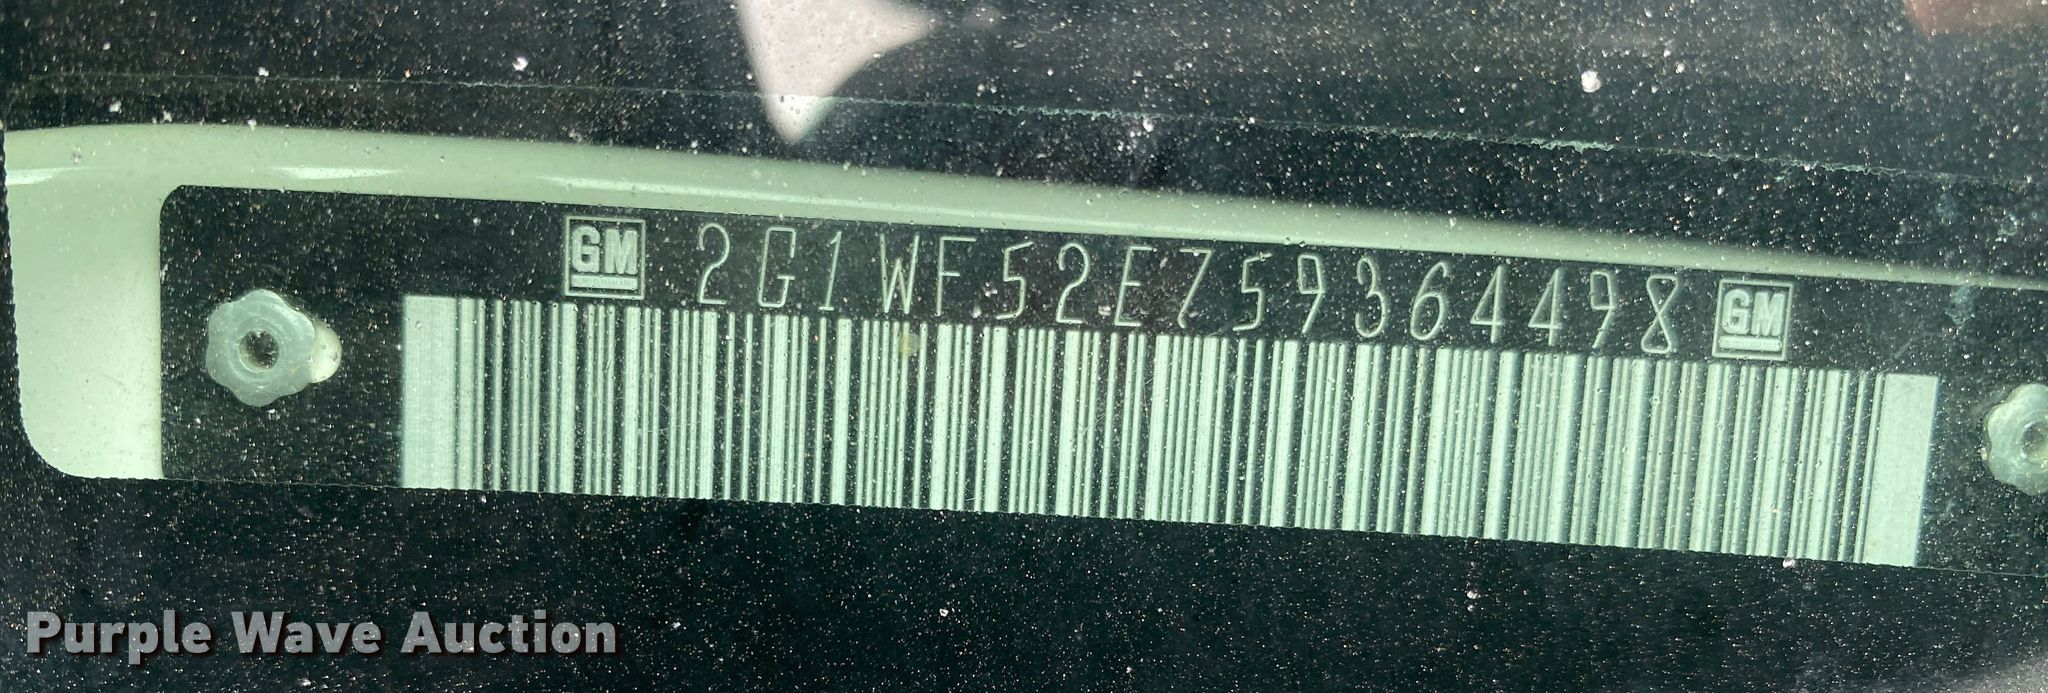 GM 2G1WF52E759364498 GM
Purple Wave Auction